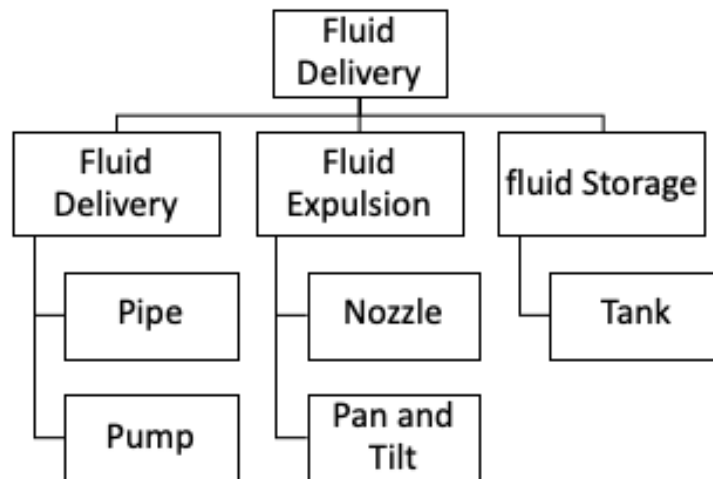 Fluid
Delivery
Fluid
Delivery
Fluid
Expulsion
fluid Storage
Pipe
Nozzle
Tank
Pump
Pan and
Tilt